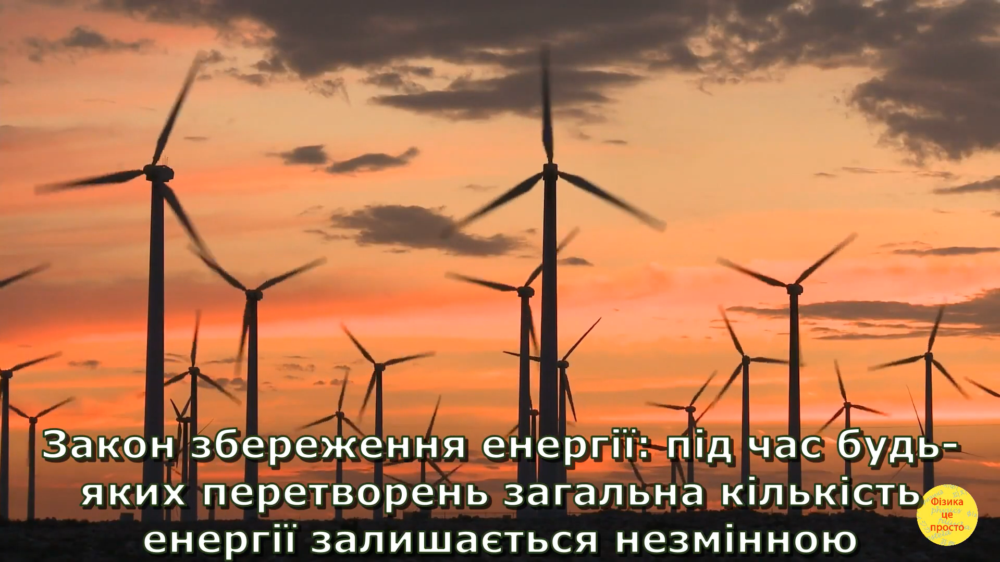 Закон збереження енергії: під час будь-
яких перетворень загальна кількість
енергії залишається незмінною
Фізика
це
просто